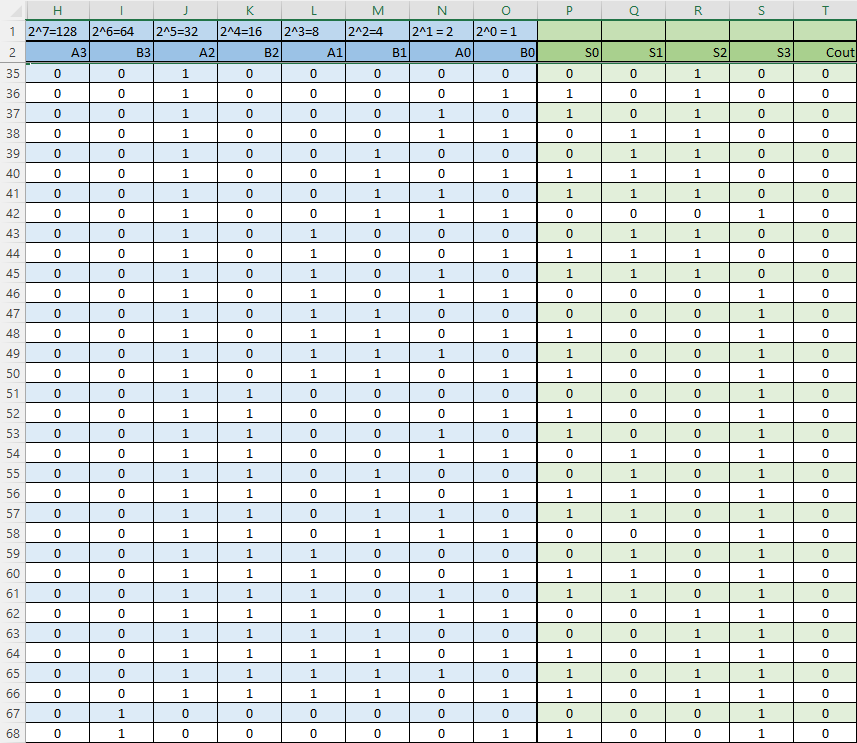 H I J K L M N O P Q R S T
1 2^7=128 2^6=64 2^5=32 2^4=16 2^3=8 2^2=4 2^1 = 2 2^0 = 1
2 A3 B3 A2 B2 A1 B1 A0 B0 S0 S1 S2 S3 Cout
35 0 0 1 0 0 0 0 0 0 0 1 0 0
36 0 0 1 0 0 0 0 1 1 0 1 0 0
37 0 0 1 0 0 0 1 0 1 0 1 0 0
38 0 0 1 0 0 0 1 1 0 1 1 0 0
39 0 0 1 0 0 1 0 0 0 1 1 0 0
40 0 0 1 0 0 1 0 1 1 1 1 0 0
41 0 0 1 0 0 1 1 0 1 1 1 0 0
42 0 0 1 0 0 1 1 1 0 0 0 1 0
43 0 0 1 0 1 0 0 0 0 1 1 0 0
44 0 0 1 0 1 0 0 1 1 1 1 0 0
45 0 0 1 0 1 0 1 0 1 1 1 0 0
46 0 0 1 0 1 0 1 1 0 0 0 1 0
47 0 0 1 0 1 1 0 0 0 0 0 1 0
48 0 0 1 0 1 1 0 1 1 0 0 1 0
49 0 0 1 0 1 1 1 0 1 0 0 1 0
50 0 0 1 0 1 1 0 1 1 0 0 1 0
51 0 0 1 1 0 0 0 0 0 0 0 1 0
52 0 0 1 1 0 0 0 1 1 0 0 1 0
53 0 0 1 1 0 0 1 0 1 0 0 1 0
54 0 0 1 1 0 0 1 1 0 1 0 1 0
55 0 0 1 1 0 1 0 0 0 1 0 1 0
56 0 0 1 1 0 1 0 1 1 1 0 1 0
57 0 0 1 1 0 1 1 0 1 1 0 1 0
58 0 0 1 1 0 1 1 1 0 0 0 1 0
59 0 0 1 1 1 0 0 0 0 1 0 1 0
60 0 0 1 1 1 0 0 1 1 1 0 1 0
61 0 0 1 1 1 0 1 0 1 1 0 1 0
62 0 0 1 1 1 0 1 1 0 0 1 1 0
63 0 0 1 1 1 1 0 0 0 0 1 1 0
64 0 0 1 1 1 1 0 1 1 0 1 1 0
65 0 0 1 1 1 1 1 0 1 0 1 1 0
66 0 0 1 1 1 1 0 1 1 0 1 1 0
67 0 1 0 0 0 0 0 0 0 0 0 1 0
68 0 1 0 0 0 0 0 1 1 0 0 1 0